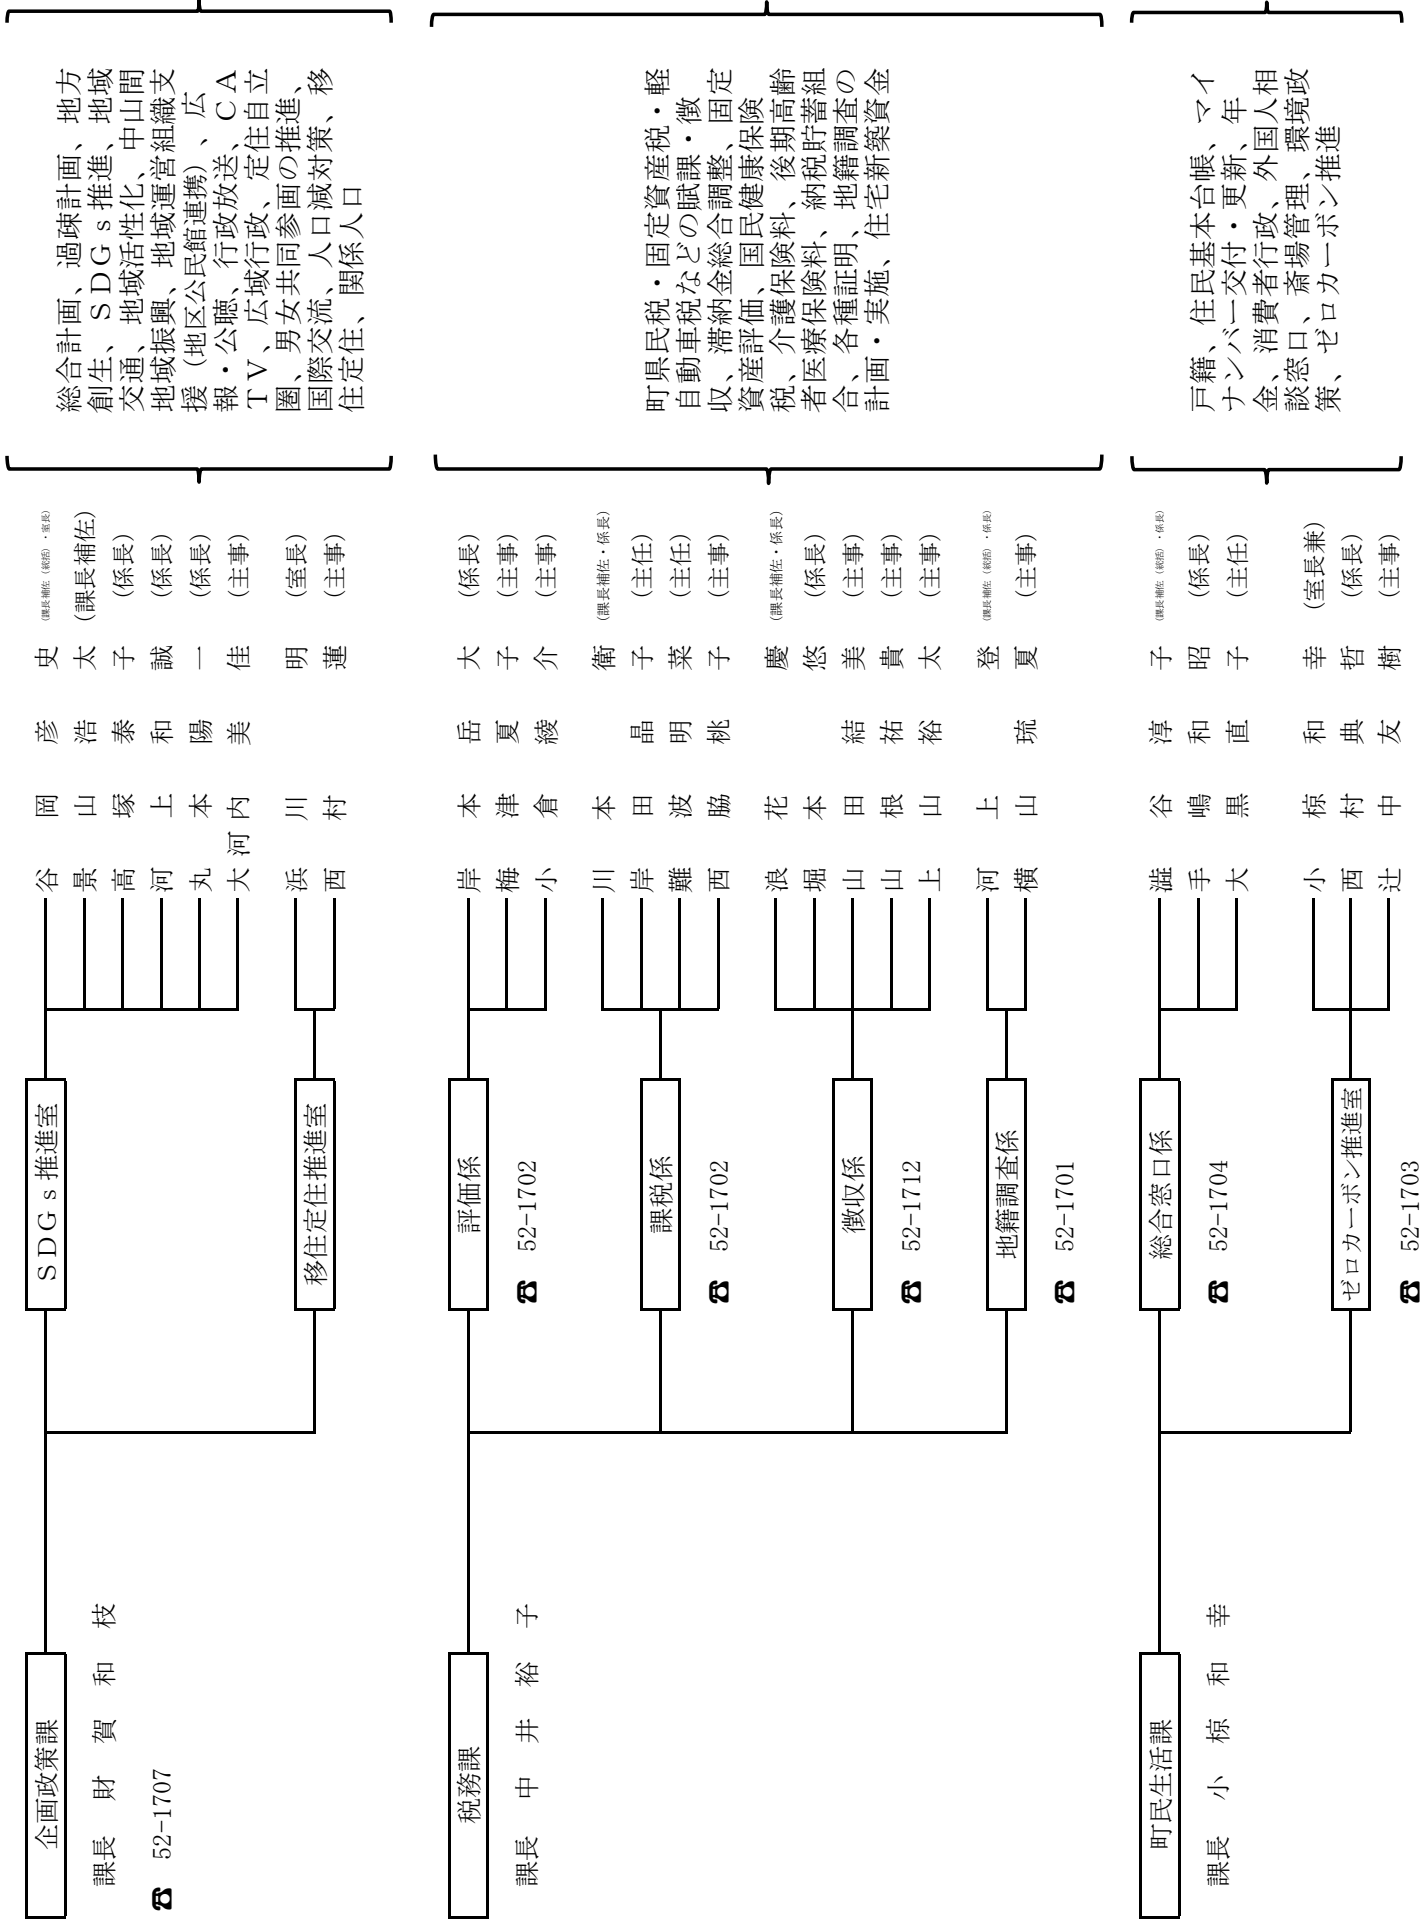 企画政策課
課長 財賀和枝
☎ 52-1707
SDGs推進室
谷岡彦史 (課長補佐(統括)・室長)
景山浩太 (課長補佐)
高塚泰子 (係長)
河上和誠 (係長)
丸本陽一 (係長)
大河内美佳 (主事)
移住定住推進室
浜川明 (室長)
西村蓮 (主事)
総合計画、過疎計画、地方
創生、SDGs推進、地域
交通、地域活性化、中山間
地域振興、地域運営組織支
援(地区公民館連携)、広
報・公聴、行政放送、CA
TV、広域行政、定住自立
圏、男女共同参画の推進、
国際交流、人口減対策、移
住定住、関係人口
税務課
課長 中井裕子
評価係
☎ 52-1702
岸本岳大 (係長)
梅津夏子 (主事)
小倉綾介 (主事)
課税係
☎ 52-1702
川本衛 (課長補佐・係長)
岸田晶子 (主任)
難波明菜 (主任)
西脇桃子 (主事)
徴収係
☎ 52-1712
浪花慶 (課長補佐・係長)
堀本悠 (係長)
山田結美 (主事)
山根祐貴 (主事)
上山裕太 (主事)
地籍調査係
☎ 52-1701
河上登 (課長補佐(統括)・係長)
横山琉夏 (主事)
町県民税・固定資産税・軽
自動車税などの賦課・徴
収、滞納金総合調整、固定
資産評価、国民健康保険
税、介護保険料、後期高齢
者医療保険料、納税貯蓄組
合、各種証明、地籍調査の
計画・実施、住宅新築資金
町民生活課
課長 小椋和幸
総合窓口係
☎ 52-1704
澁谷淳子 (課長補佐(統括)・係長)
手嶋和昭 (係長)
大黒直子 (主任)
ゼロカーボン推進室
☎ 52-1703
小椋和幸 (室長兼)
西村典哲 (係長)
辻中友樹 (主事)
戸籍、住民基本台帳、マイ
ナンバー交付・更新、年
金、消費者行政、外国人相
談窓口、斎場管理、環境政
策、ゼロカーボン推進